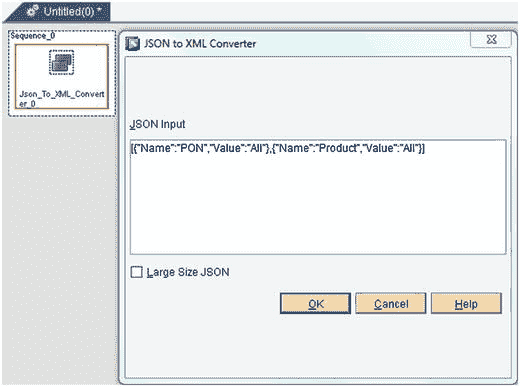 Untitled(0) *
Sequence_0
Json_To_XML_Convert
er_0
JSON to XML Converter
JSON Input
[{"Name":"PON","Value":"All"},{"Name":"Product","Value":"All"}]
Large Size JSON
OK
Cancel
Help